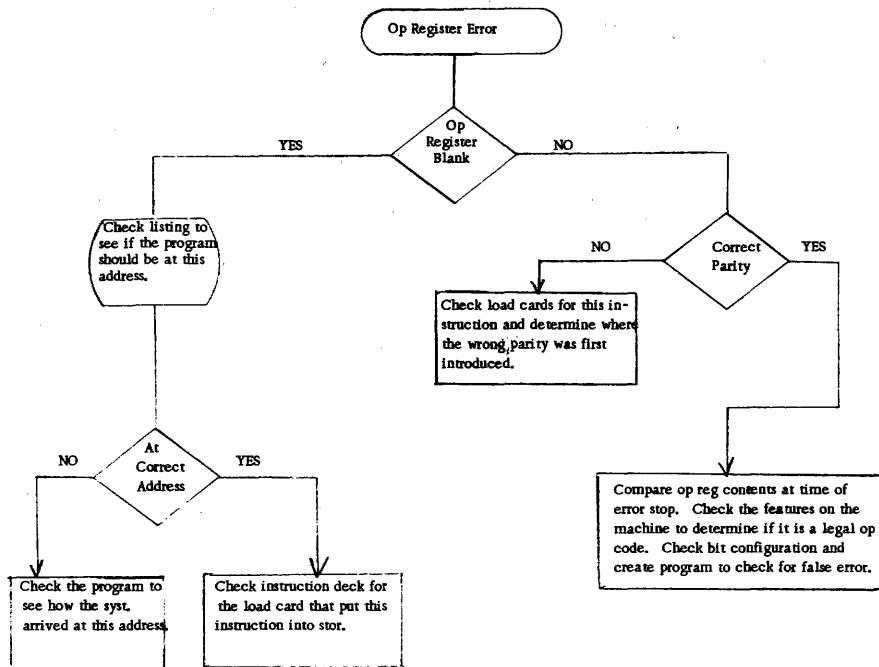 Op Register Error
Op
Register
Blank
YES
NO
Check listing to
see if the program
should be at this
address.
Correct
Parity
NO
YES
Check load cards for this in-
struction and determine where
the wrong parity was first
introduced.
At
Correct
Address
NO
YES
Compare op reg contents at time of
error stop. Check the features on the
machine to determine if it is a legal op
code. Check bit configuration and
create program to check for false error.
Check the program to
see how the syst.
arrived at this address.
Check instruction deck for
the load card that put this
instruction into stor.